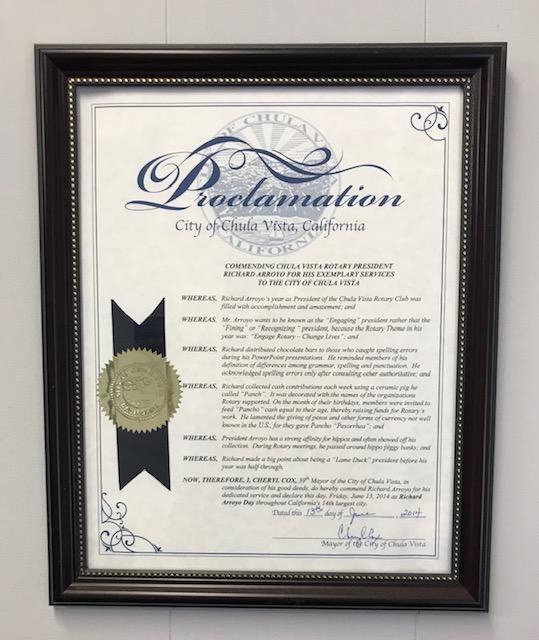 CITY OF CHULA VISTA
Proclamation
City of Chula Vista, California
CALIFORNIA
COMMENDING CHULA VISTA ROTARY PRESIDENT
RICHARD ARROYO FOR HIS EXEMPLARY SERVICES
TO THE CITY OF CHULA VISTA
WHEREAS, Richard Arroyo's year as President of the Chula Vista Rotary Club was
filled with accomplishment and amazement; and
WHEREAS, Mr. Arroyo wants to be known as the "Engaging" president rather that the
"Fining" or "Recognizing" president, because the Rotary Theme in his
year was: "Engage Rotary – Change Lives"; and
WHEREAS, Richard distributed chocolate bars to those who caught spelling errors
during his PowerPoint presentations. He reminded members of his
definition of differences among grammar, spelling and punctuation. He
acknowledged spelling errors only after consulting other authoritative; and
WHEREAS, Richard collected cash contributions each week using a ceramic pig he
called "Panch". It was decorated with the names of the organizations
Rotary supported. On the month of their birthdays, members were invited to
feed "Pancho" cash equal to their age, thereby raising funds for Rotary's
work. He lamented the giving of pesos and other forms of currency not well
known in the U.S., for they gave Pancho "Pesorrhea"; and
WHEREAS, President Arroyo has a strong affinity for hippos and often showed off his
collection. During Rotary meetings, he passed around hippo piggy banks; and
WHEREAS, Richard made a big point about being a "Lame Duck" president before his
year was half-through,
NOW, THEREFORE, I, CHERYL COX, 39th Mayor of the City of Chula Vista, in
consideration of his good deeds, do hereby commend Richard Arroyo for his
dedicated service and declare this day, Friday, June 13, 2014 as Richard
Arroyo Day throughout California's 14th largest city.
Dated this 13th day of June, 2014
Cheryl Cox
Mayor of the City of Chula Vista